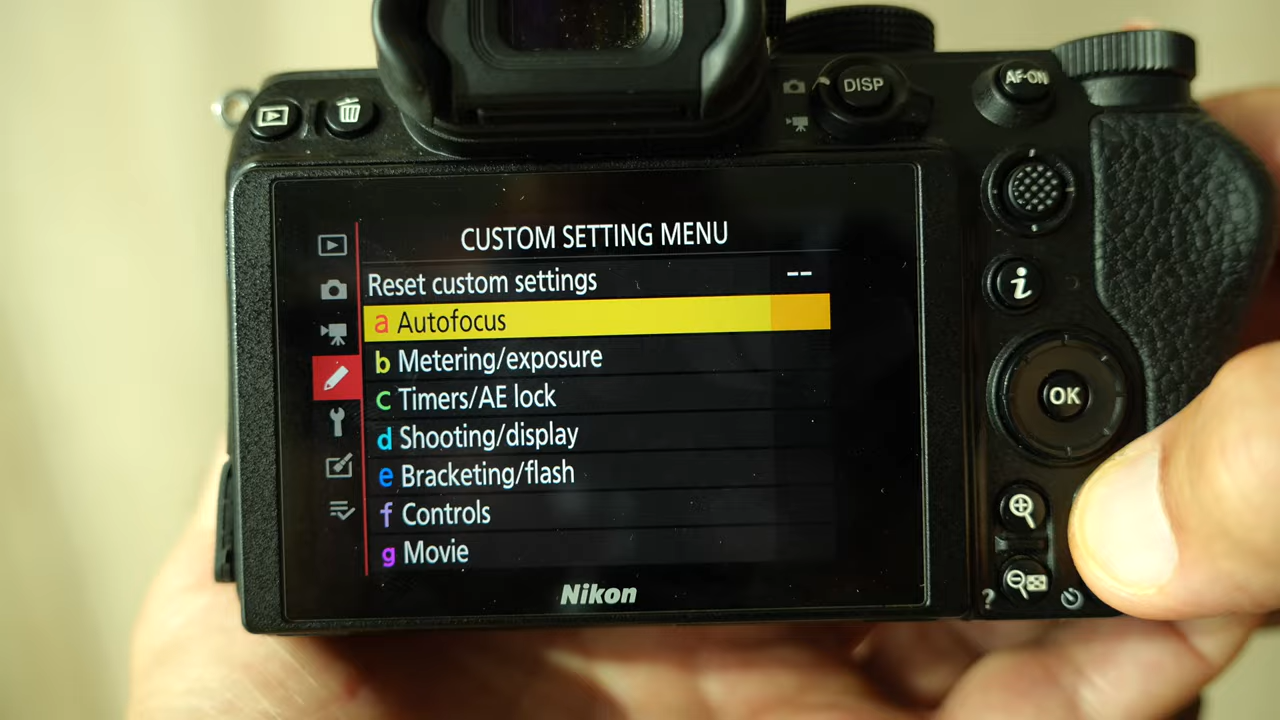 DISP
AF-ON
CUSTOM SETTING MENU
Reset custom settings --
a Autofocus
b Metering/exposure
c Timers/AE lock
d Shooting/display
e Bracketing/flash
f Controls
g Movie
i
OK
?
Nikon